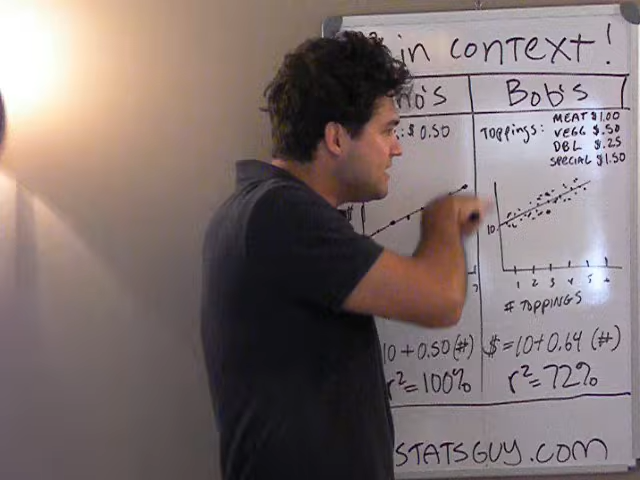 in context!
Bob's
$0.50
Toppings:
MEAT $1.00
VEGG $.50
DBL $.25
SPECIAL $1.50
10
1 2 3 4 5 6
# TOPPINGS
10 + 0.50 (#)
r²=100%
$ = 10 + 0.64 (#)
r²=72%
STATSGUY.COM